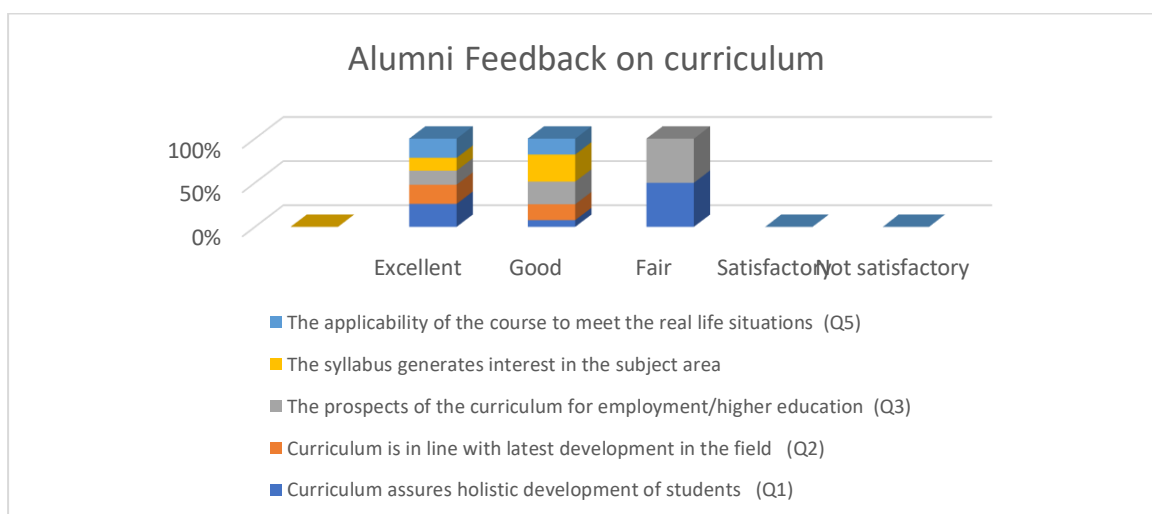 Alumni Feedback on curriculum
100%
50%
0%
Excellent Good Fair Satisfactory Not satisfactory
The applicability of the course to meet the real life situations (Q5)
The syllabus generates interest in the subject area
The prospects of the curriculum for employment/higher education (Q3)
Curriculum is in line with latest development in the field (Q2)
Curriculum assures holistic development of students (Q1)